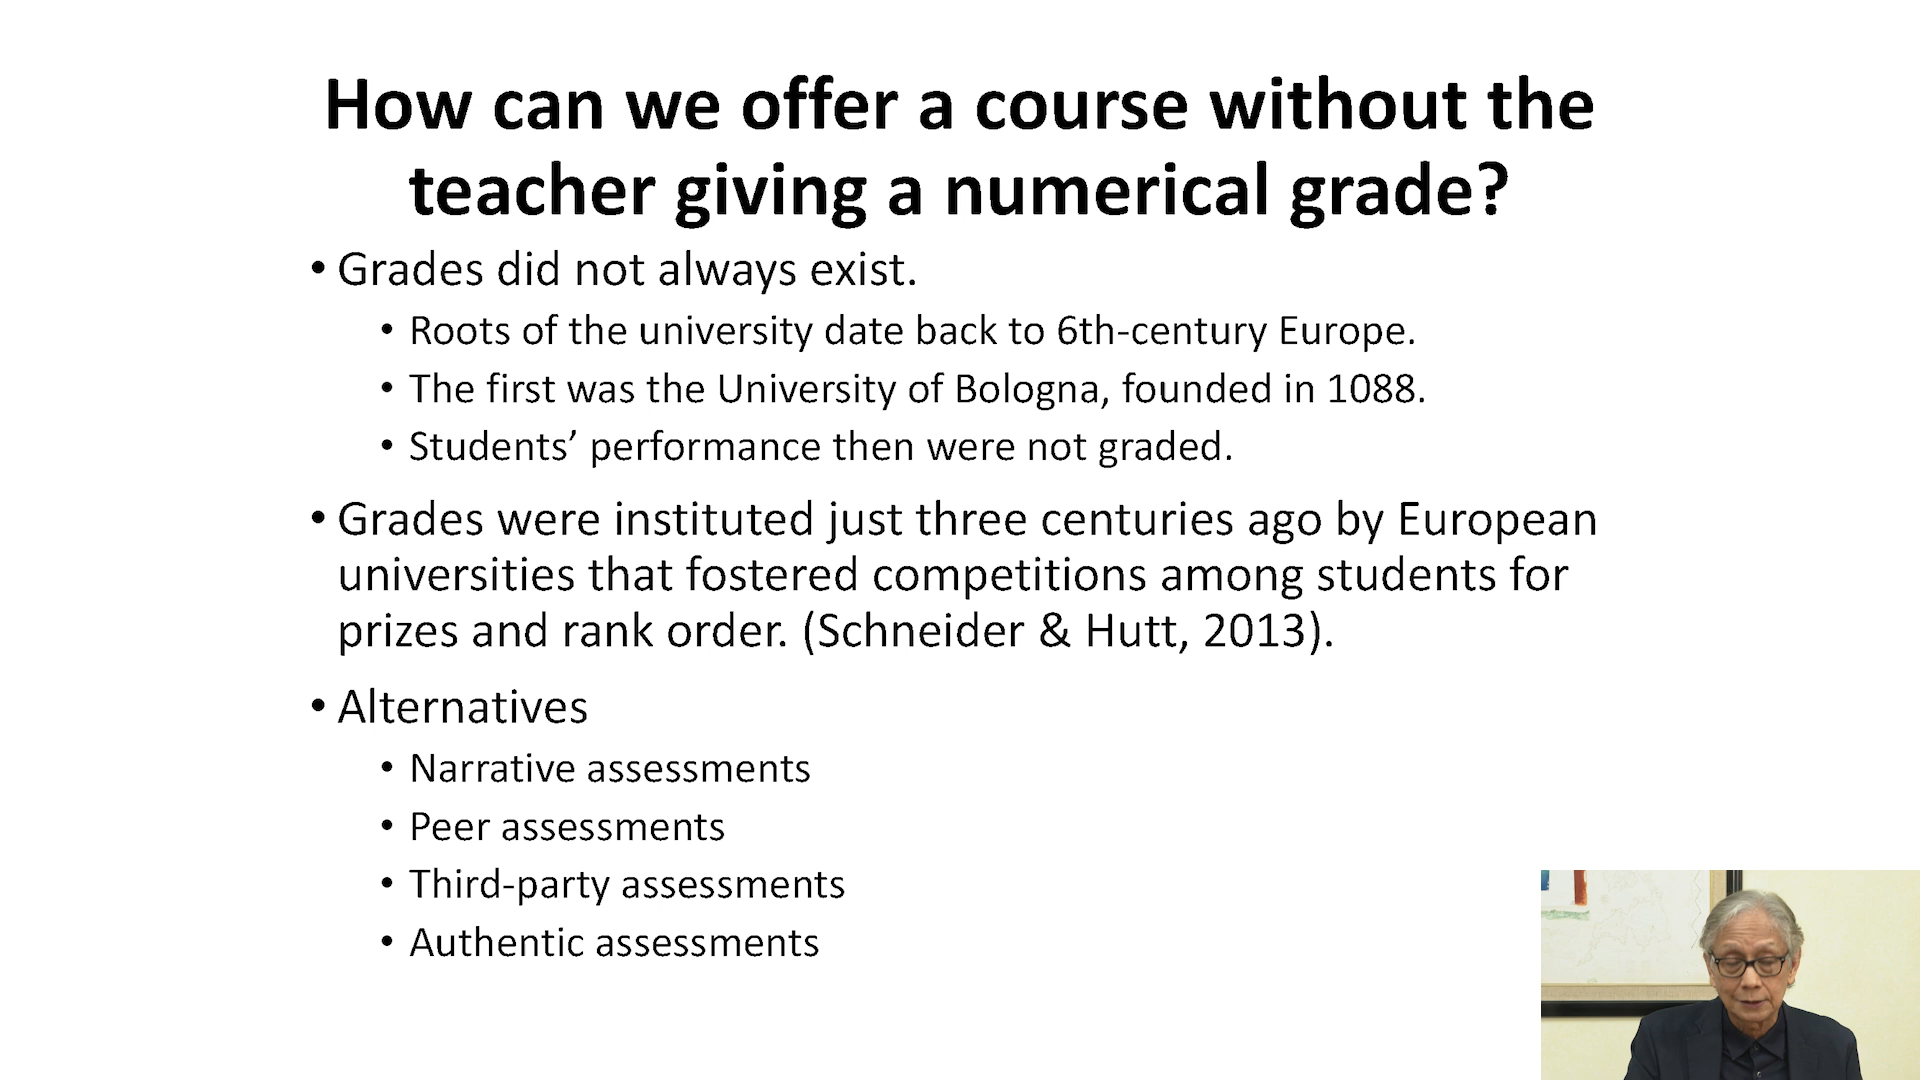 How can we offer a course without the
teacher giving a numerical grade?
• Grades did not always exist.
• Roots of the university date back to 6th-century Europe.
• The first was the University of Bologna, founded in 1088.
• Students’ performance then were not graded.
• Grades were instituted just three centuries ago by European
universities that fostered competitions among students for
prizes and rank order. (Schneider & Hutt, 2013).
• Alternatives
• Narrative assessments
• Peer assessments
• Third-party assessments
• Authentic assessments